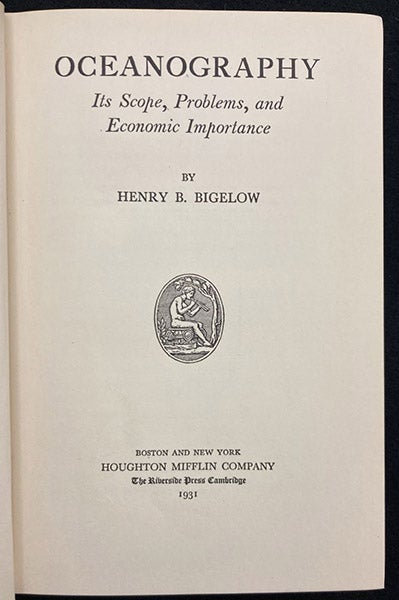 OCEANOGRAPHY
Its Scope, Problems, and
Economic Importance
BY
HENRY B. BIGELOW
BOSTON AND NEW YORK
HOUGHTON MIFFLIN COMPANY
The Riverside Press Cambridge
1931